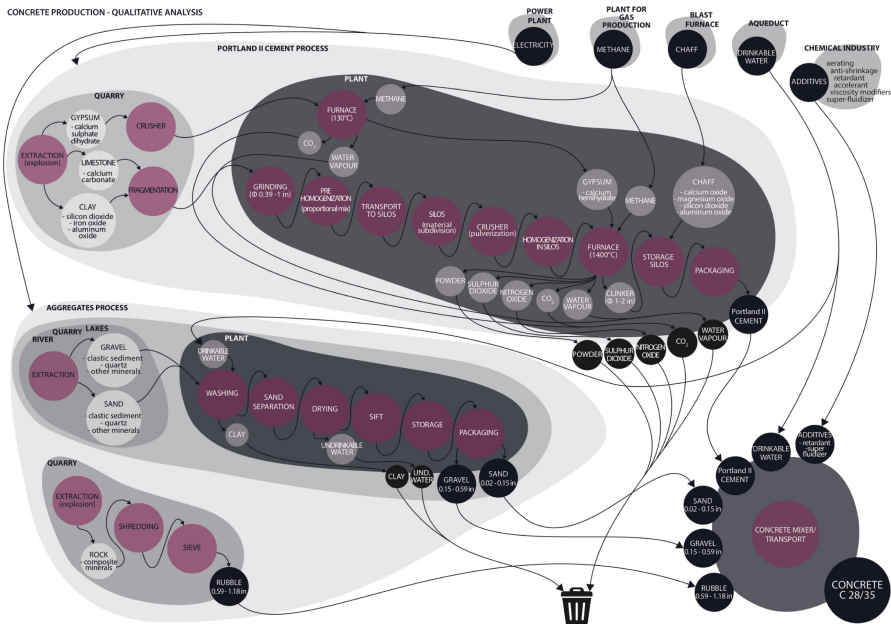 CONCRETE PRODUCTION - QUALITATIVE ANALYSIS
POWER
PLANT
ELECTRICITY
PLANT FOR
GAS
PRODUCTION
METHANE
BLAST
FURNACE
CHAFF
AQUEDUCT
DRINKABLE
WATER
CHEMICAL INDUSTRY
ADDITIVES
aerating
anti-shrinkage
retardant
accelerant
viscosity modifiers
super-fluidizer
PORTLAND II CEMENT PROCESS
QUARRY
EXTRACTION
(explosion)
GYPSUM
- calcium
sulphate
dihydrate
LIMESTONE
- calcium
carbonate
CLAY
- silicon dioxide
- iron oxide
- aluminum
oxide
CRUSHER
FRAGMENTATION
PLANT
METHANE
FURNACE
(130°C)
CO2
WATER
VAPOUR
GRINDING
(Φ 0.39 -1 in)
PRE
HOMOGENIZATION
(proportional mix)
TRANSPORT
TO SILOS
SILOS
(material
subdivision)
CRUSHER
(pulverization)
HOMOGENIZATION
IN SILOS
GYPSUM
- calcium
hemihydrate
METHANE
CHAFF
- calcium oxide
- magnesium oxide
- silicon dioxide
- aluminum oxide
FURNACE
(1400°C)
STORAGE
SILOS
PACKAGING
POWDER
SULPHUR
DIOXIDE
NITROGEN
OXIDE
CO2
WATER
VAPOUR
CLINKER
(Φ 1-2 in)
Portland II
CEMENT
POWDER
SULPHUR
DIOXIDE
NITROGEN
OXIDE
CO2
WATER
VAPOUR
AGGREGATES PROCESS
QUARRY
LAKES
RIVER
EXTRACTION
GRAVEL
- clastic sediment
- quartz
- other minerals
SAND
- clastic sediment
- quartz
- other minerals
PLANT
DRINKABLE
WATER
WASHING
SAND
SEPARATION
DRYING
SIFT
STORAGE
PACKAGING
CLAY
UNDRINKABLE
WATER
CLAY
UND.
WATER
GRAVEL
0.15 - 0.59 in
SAND
0.02 - 0.15 in
QUARRY
EXTRACTION
(explosion)
ROCK
- composite
minerals
SHREDDING
SIEVE
RUBBLE
0.59 - 1.18 in
ADDITIVES
- retardant
-super
fluidizer
DRINKABLE
WATER
Portland II
CEMENT
SAND
0.02 - 0.15 in
GRAVEL
0.15 - 0.59 in
RUBBLE
0.59 - 1.18 in
CONCRETE MIXER/
TRANSPORT
CONCRETE
C 28/35